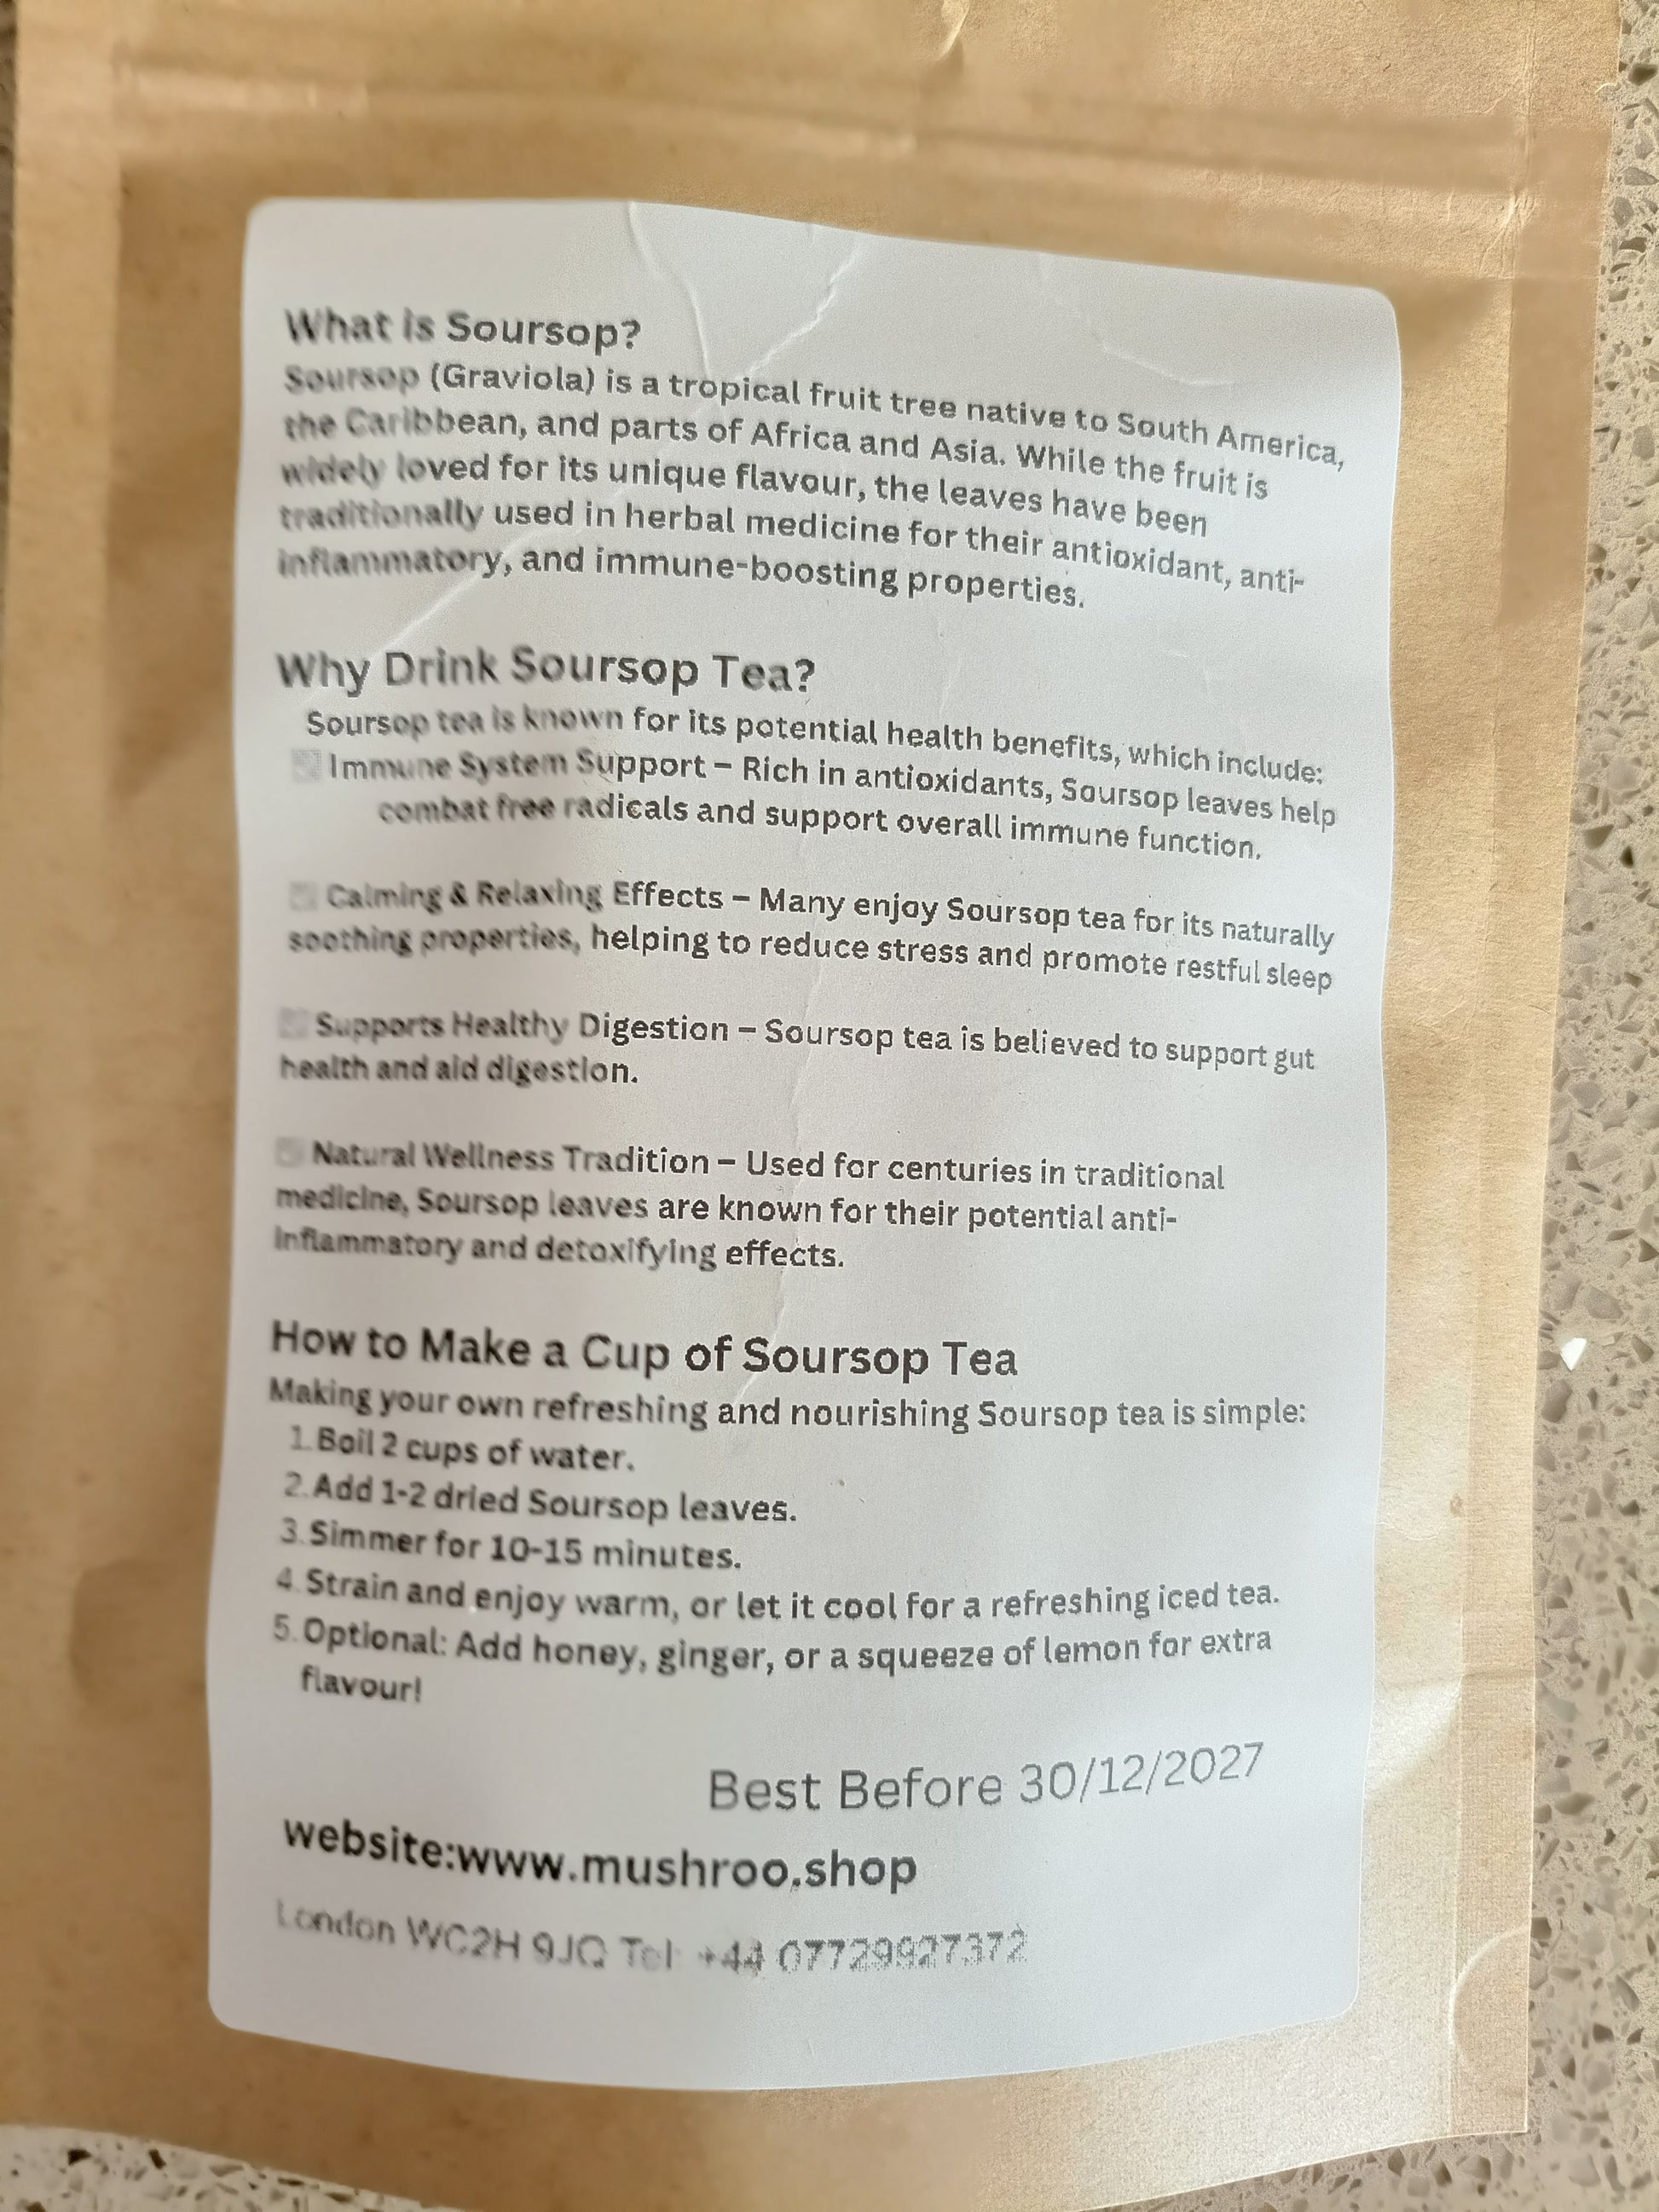 What is Soursop?
Soursop (Graviola) is a tropical fruit tree native to South America,
the Caribbean, and parts of Africa and Asia. While the fruit is
widely loved for its unique flavour, the leaves have been
traditionally used in herbal medicine for their antioxidant, anti-
inflammatory, and immune-boosting properties.
Why Drink Soursop Tea?
Soursop tea is known for its potential health benefits, which include:
Immune System Support – Rich in antioxidants, Soursop leaves help
combat free radicals and support overall immune function.
Calming & Relaxing Effects – Many enjoy Soursop tea for its naturally
soothing properties, helping to reduce stress and promote restful sleep
Supports Healthy Digestion – Soursop tea is believed to support gut
health and aid digestion.
Natural Wellness Tradition – Used for centuries in traditional
medicine, Soursop leaves are known for their potential anti-
inflammatory and detoxifying effects.
How to Make a Cup of Soursop Tea
Making your own refreshing and nourishing Soursop tea is simple:
1. Boil 2 cups of water.
2. Add 1-2 dried Soursop leaves.
3. Simmer for 10-15 minutes.
4. Strain and enjoy warm, or let it cool for a refreshing iced tea.
5. Optional: Add honey, ginger, or a squeeze of lemon for extra
flavour!
Best Before 30/12/2027
website:www.mushroo.shop
London WC2H 9JQ Tel: +44 07729927372